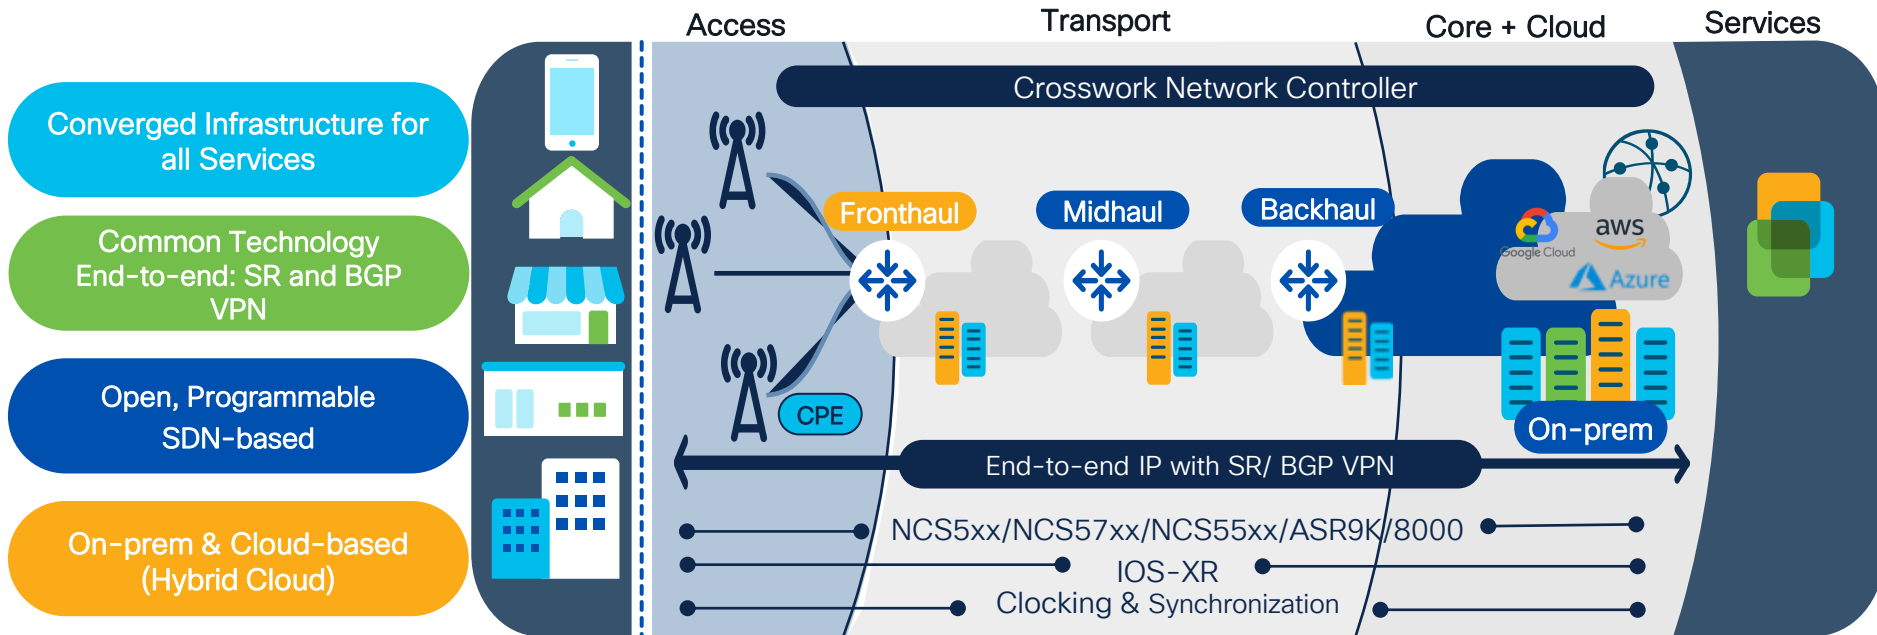 Access
Transport
Core + Cloud
Services
Crosswork Network Controller
Converged Infrastructure for
all Services
Common Technology
End-to-end: SR and BGP
VPN
Open, Programmable
SDN-based
On-prem & Cloud-based
(Hybrid Cloud)
Fronthaul
Midhaul
Backhaul
Google Cloud
aws
Azure
CPE
On-prem
End-to-end IP with SR/ BGP VPN
NCS5xx/NCS57xx/NCS55xx/ASR9K/8000
IOS-XR
Clocking & Synchronization